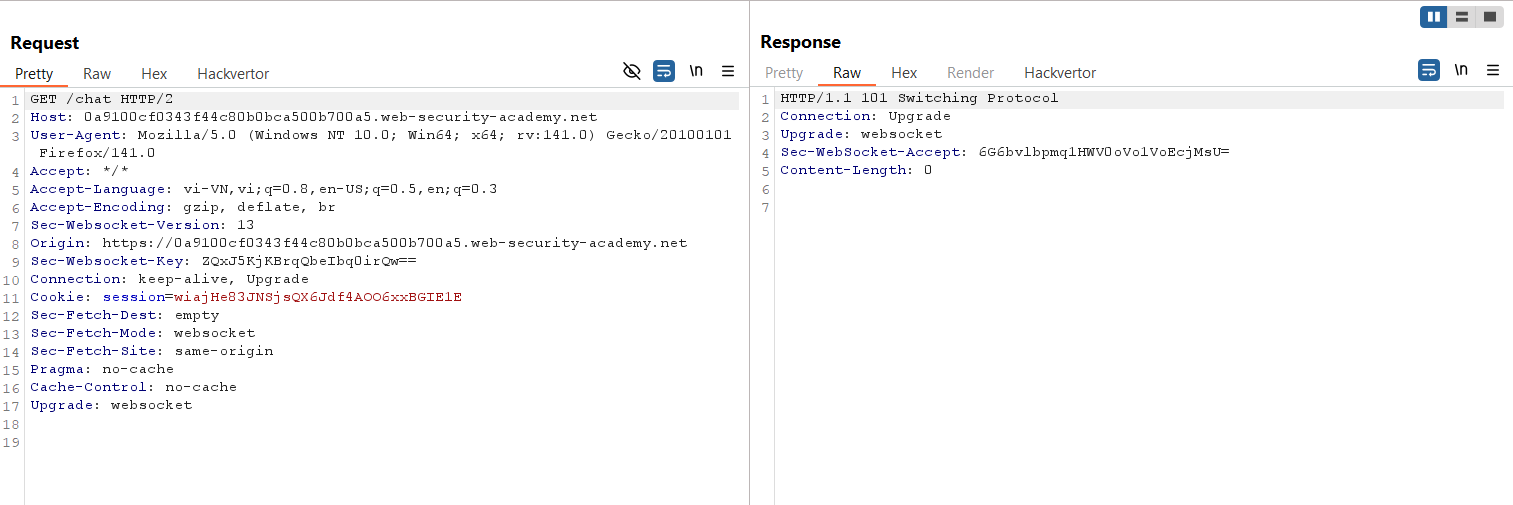 Request
Pretty Raw Hex Hackvertor \n
1 GET /chat HTTP/2
2 Host: 0a9100cf0343f44c80b0bca500b700a5.web-security-academy.net
3 User-Agent: Mozilla/5.0 (Windows NT 10.0; Win64; x64; rv:141.0) Gecko/20100101
Firefox/141.0
4 Accept: */*
5 Accept-Language: vi-VN,vi;q=0.8,en-US;q=0.5,en;q=0.3
6 Accept-Encoding: gzip, deflate, br
7 Sec-Websocket-Version: 13
8 Origin: https://0a9100cf0343f44c80b0bca500b700a5.web-security-academy.net
9 Sec-Websocket-Key: ZQxJ5KjKBrqQbeIbq0irQw==
10 Connection: keep-alive, Upgrade
11 Cookie: session=wiajHe83JNSjsQX6Jdf4AOO6xxBGIElE
12 Sec-Fetch-Dest: empty
13 Sec-Fetch-Mode: websocket
14 Sec-Fetch-Site: same-origin
15 Pragma: no-cache
16 Cache-Control: no-cache
17 Upgrade: websocket
18
19
Response
Pretty Raw Hex Render Hackvertor \n
1 HTTP/1.1 101 Switching Protocol
2 Connection: Upgrade
3 Upgrade: websocket
4 Sec-WebSocket-Accept: 6G6bvlbpmq1HWV0oVolVoEcjMsU=
5 Content-Length: 0
6
7